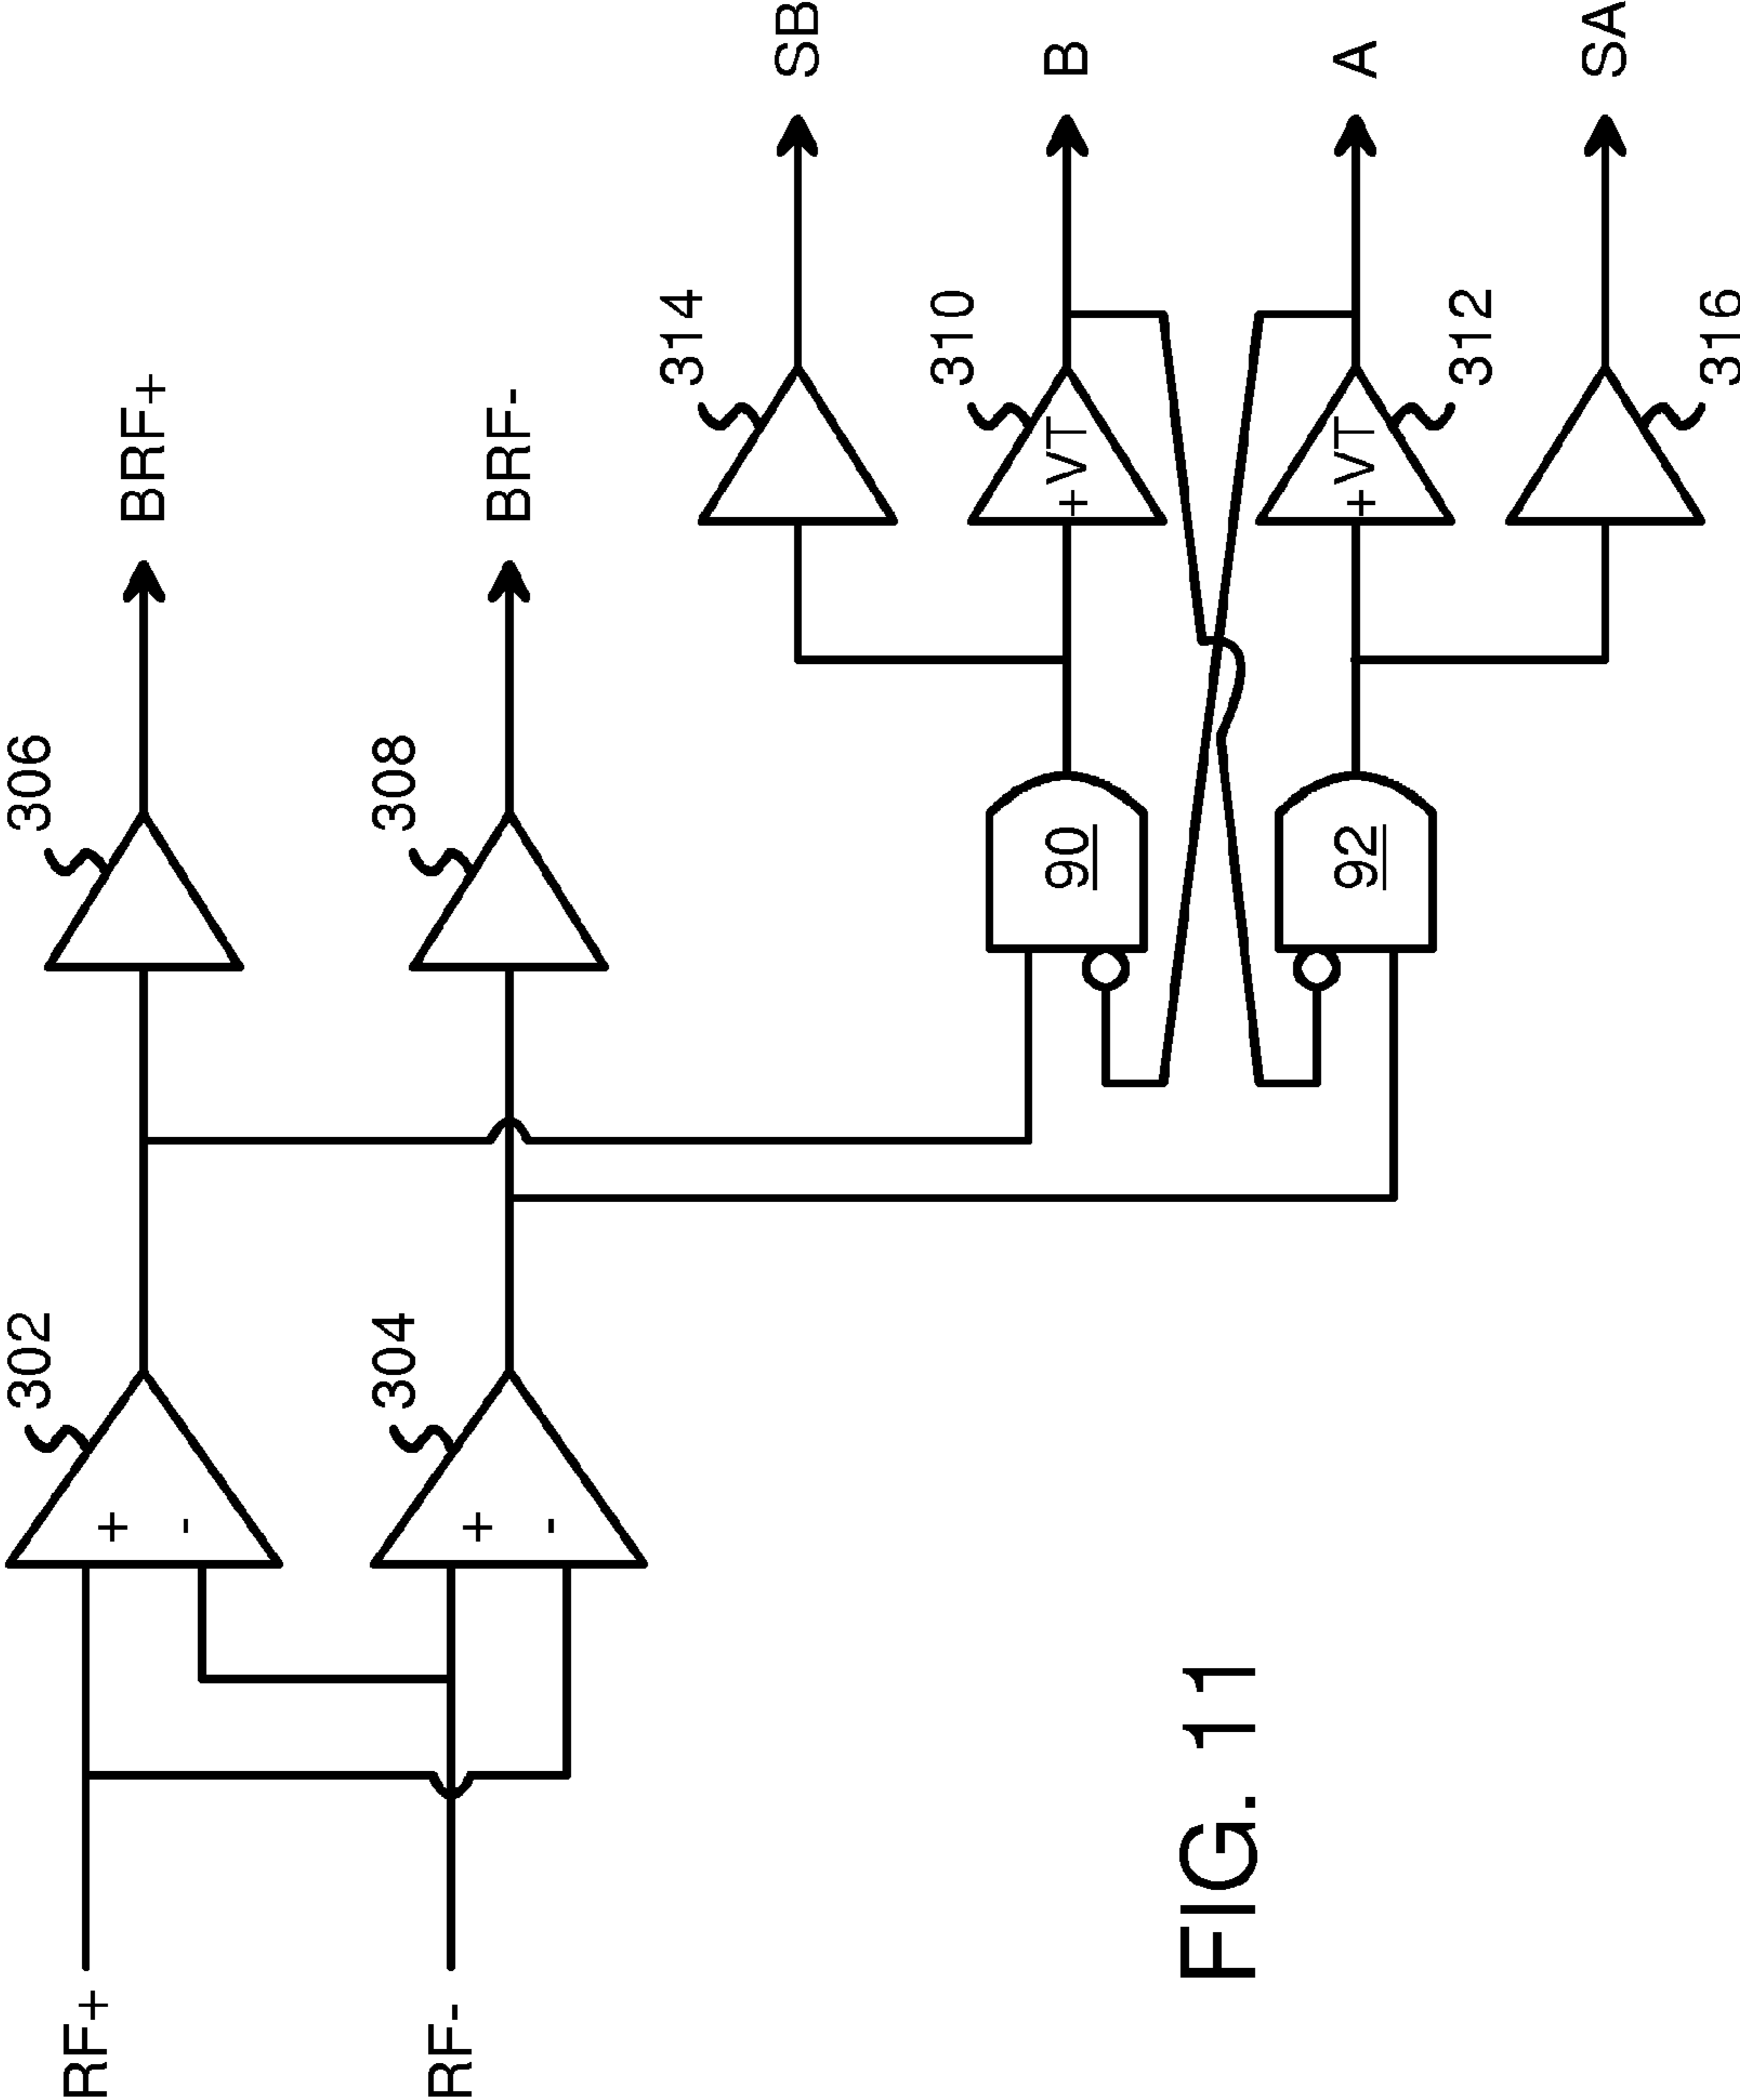 RF+
302
306
BRF+
+
-
RF-
304
308
BRF-
+
-
314
SB
310
90
+ VT
B
92
+ VT
A
312
SA
316
FIG. 11